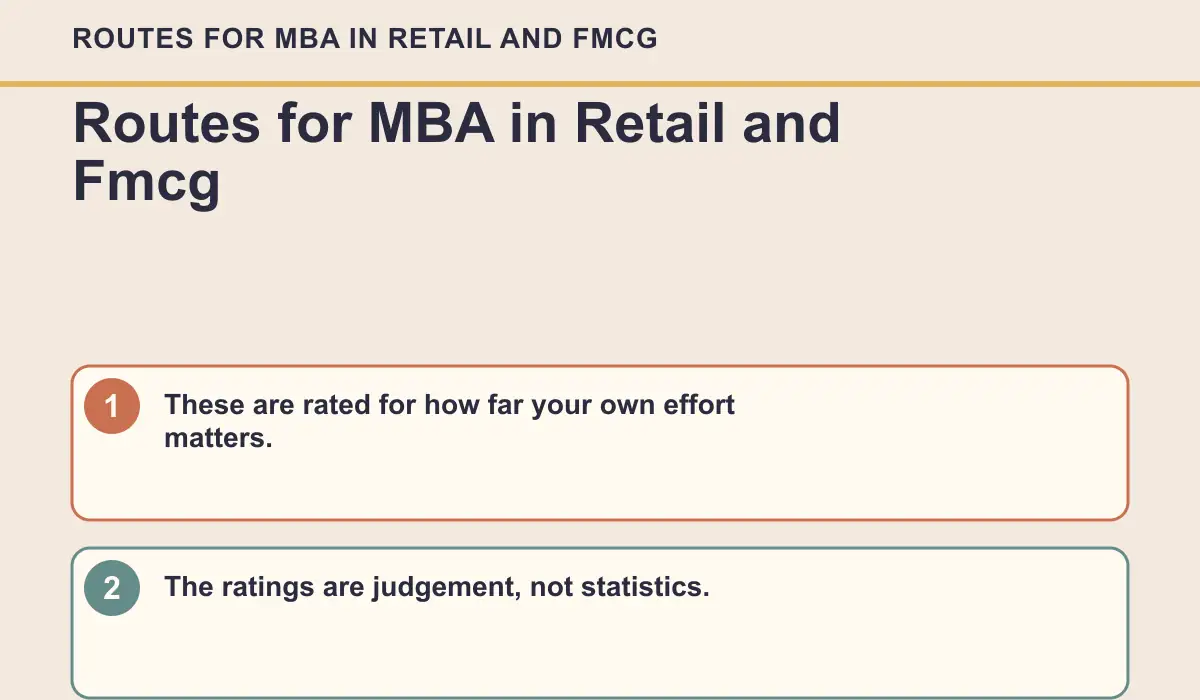 ROUTES FOR MBA IN RETAIL AND FMCG
Routes for MBA in Retail and
Fmcg
1
These are rated for how far your own effort
matters.
2
The ratings are judgement, not statistics.